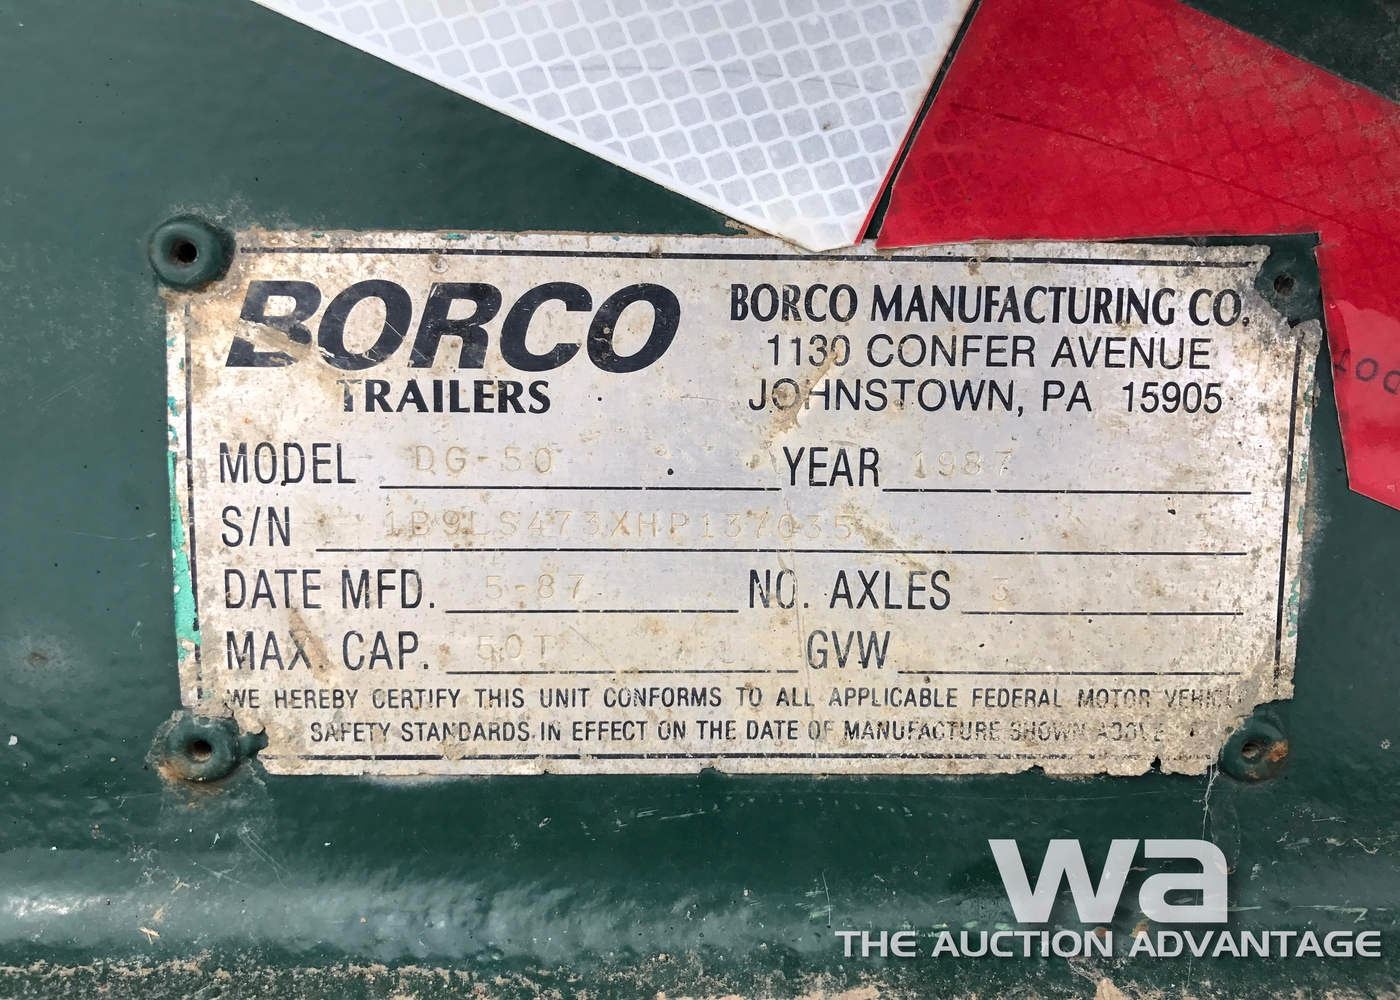 BORCO
TRAILERS
BORCO MANUFACTURING CO.
1130 CONFER AVENUE
JOHNSTOWN, PA 15905
MODEL DG-50 YEAR 1987
S/N 1B9LS473XHP137035
DATE MFD. 5-87 NO. AXLES 3
MAX. CAP. 50T GVW
WE HEREBY CERTIFY THIS UNIT CONFORMS TO ALL APPLICABLE FEDERAL MOTOR VEHICLE
SAFETY STANDARDS IN EFFECT ON THE DATE OF MANUFACTURE SHOWN ABOVE
wa
THE AUCTION ADVANTAGE